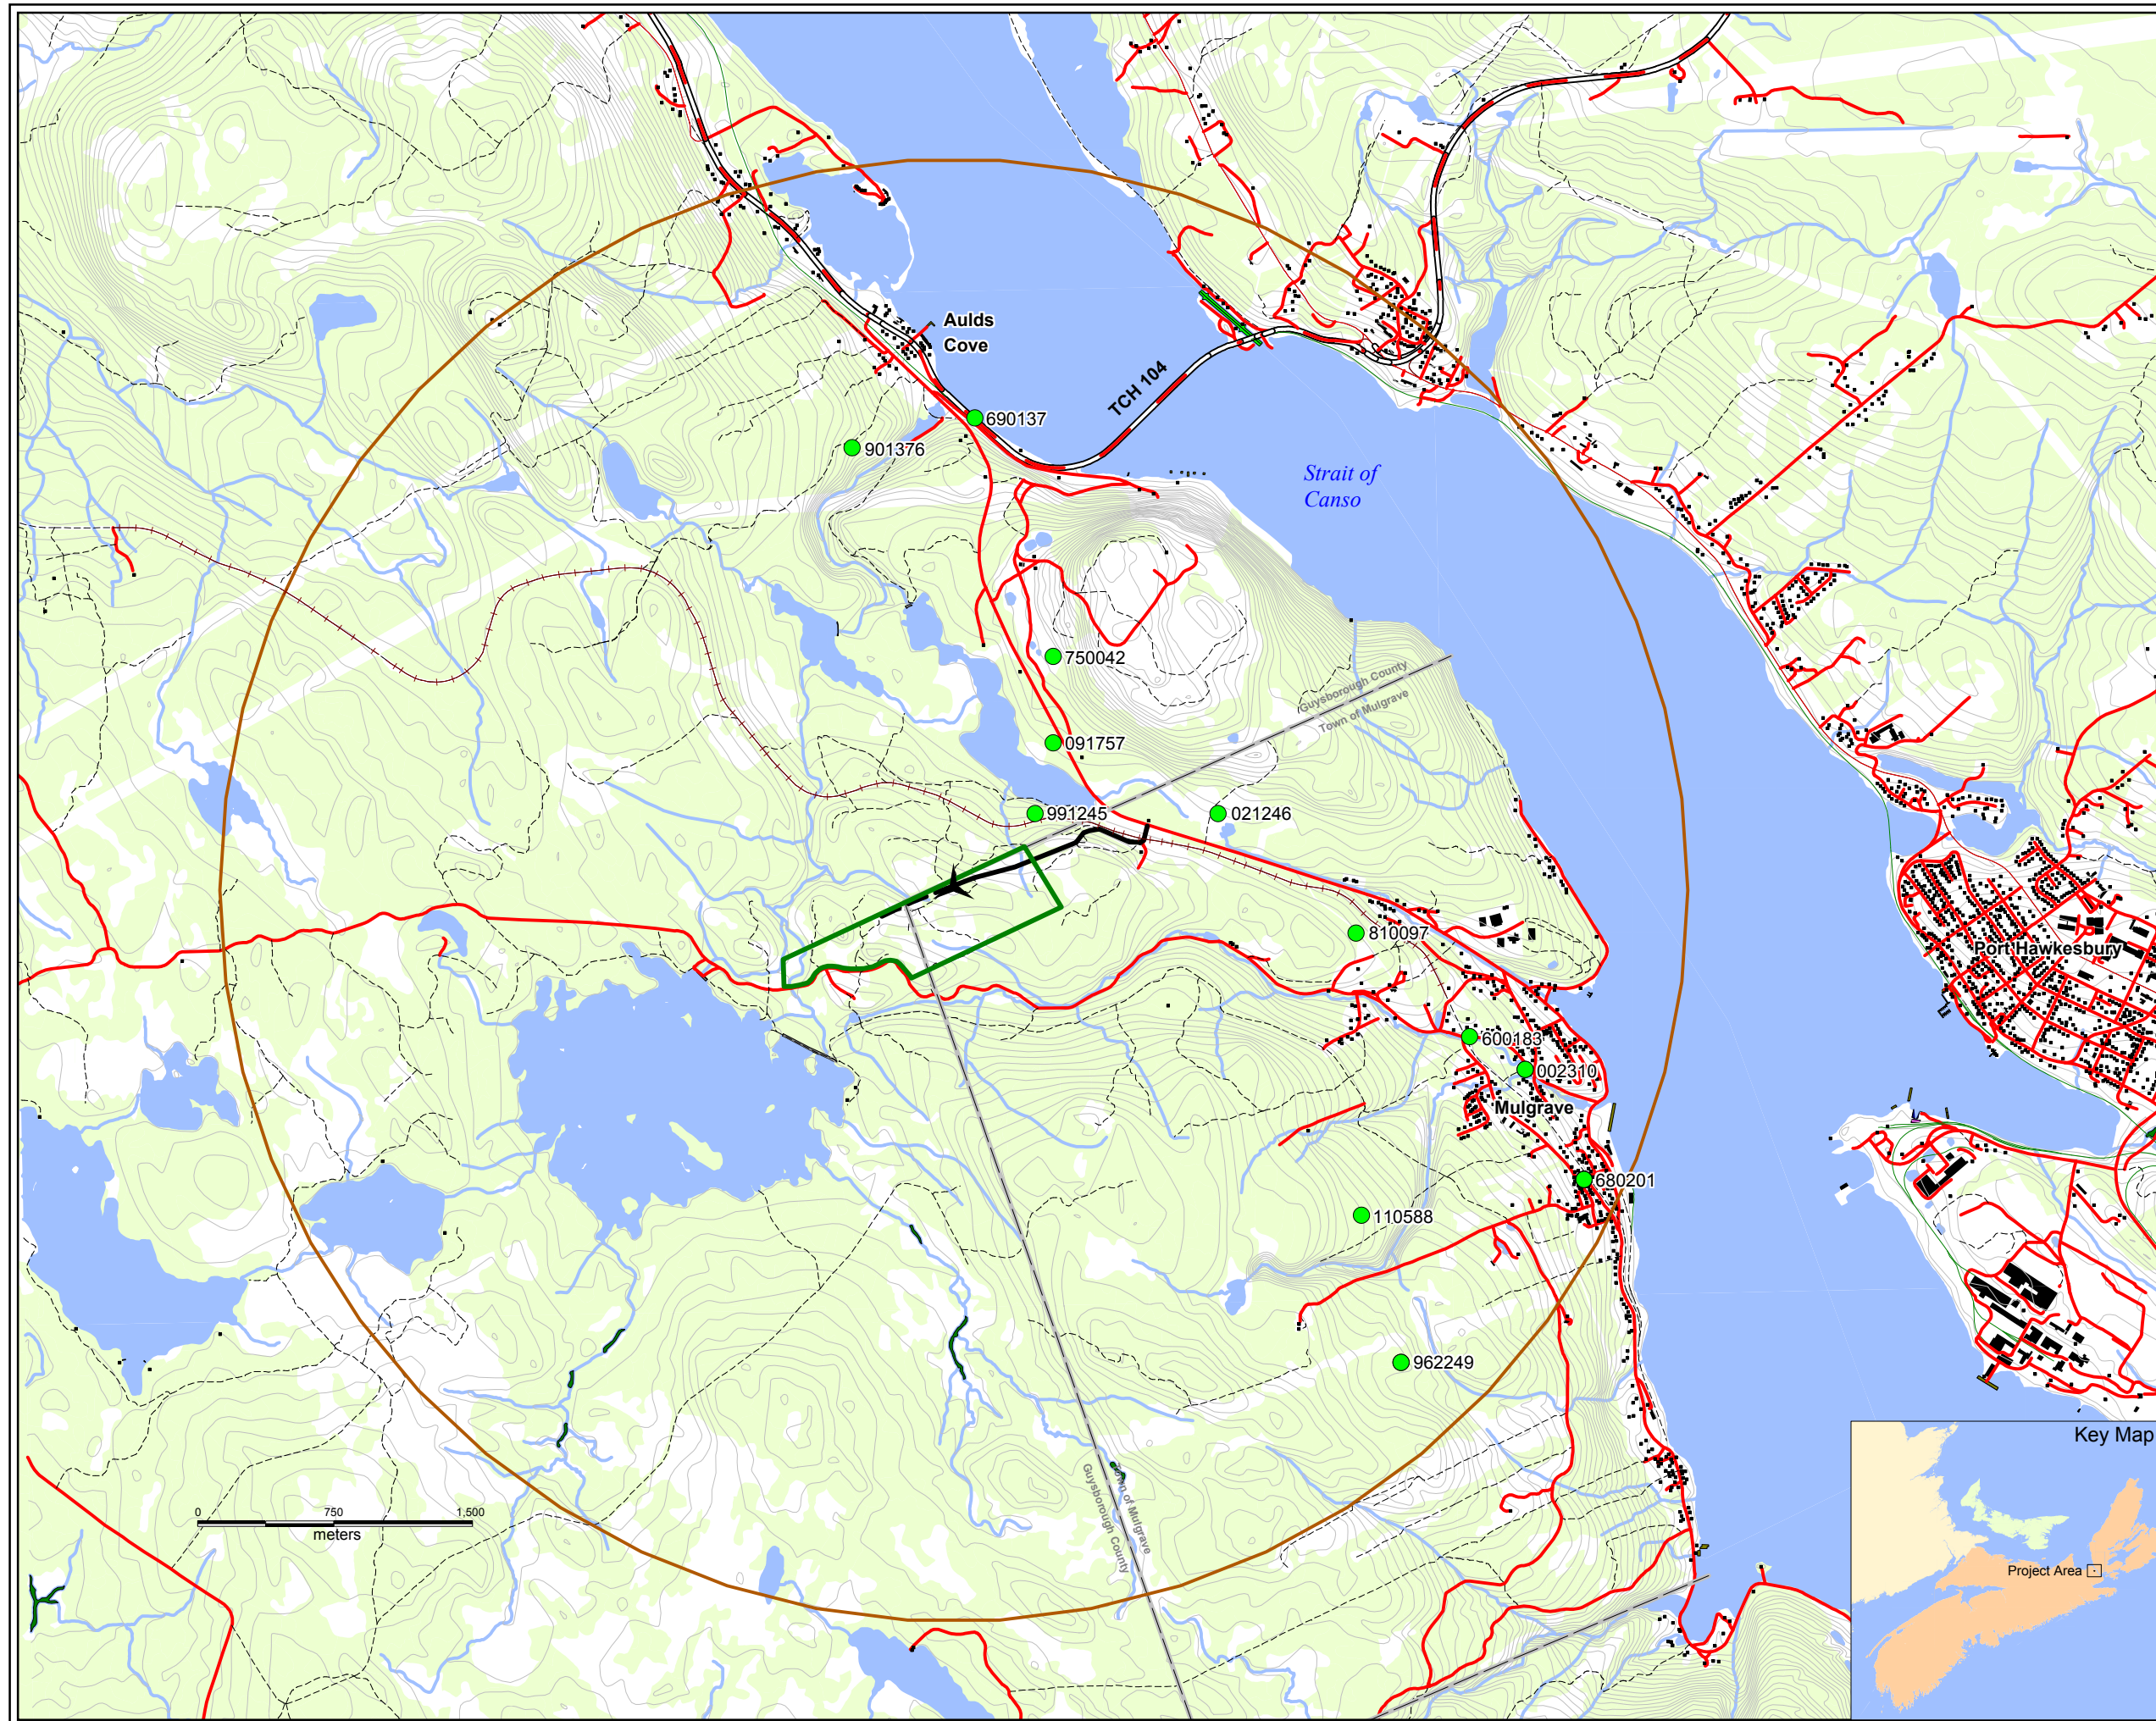 Aulds
Cove
TCH 104
690137
901376
Strait of
Canso
750042
Guysborough County
Town of Mulgrave
091757
991245
021246
810097
Port Hawkesbury
600183
002310
Mulgrave
680201
110588
962249
Key Map
Town of Mulgrave
Guysborough County
0 750 1,500
meters
Project Area